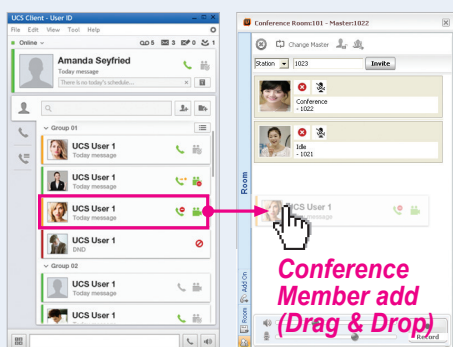 UCS Client - User ID
File Edit View Tool Help
Online
5 3 0 1
Amanda Seyfried
Today message
There is no today's schedule...
Group 01
UCS User 1
Today message
UCS User 1
Today message
UCS User 1
Today message
UCS User 1
DND
Group 02
UCS User 1
Today message
UCS User 1
Today message
Conference Room:101 - Master:1022
Change Master
Station 1023 Invite
Conference
- 1022
Idle
- 1021
Room
UCS User 1
message
Add On
Room
Conference
Member add
(Drag & Drop)
Record